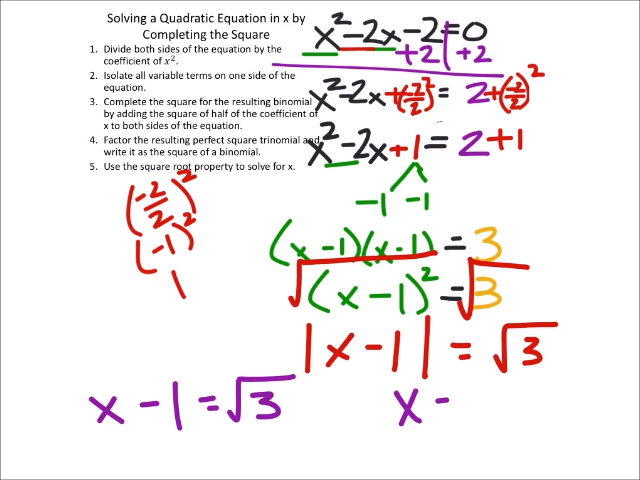 Solving a Quadratic Equation in x by
Completing the Square
1. Divide both sides of the equation by the
coefficient of x².
2. Isolate all variable terms on one side of the
equation.
3. Complete the square for the resulting binomial
by adding the square of half of the coefficient of
x to both sides of the equation.
4. Factor the resulting perfect square trinomial and
write it as the square of a binomial.
5. Use the square root property to solve for x.
x² - 2x - 2 = 0
+2 | +2
x² - 2x + (-2/2)² = 2 + (-2/2)²
x² - 2x + 1 = 2 + 1
-1 -1
(-2/2)²
(-1)²
1
(x - 1)(x - 1) = 3
√(x - 1)² = √3
|x - 1| = √3
x - 1 = √3
x -